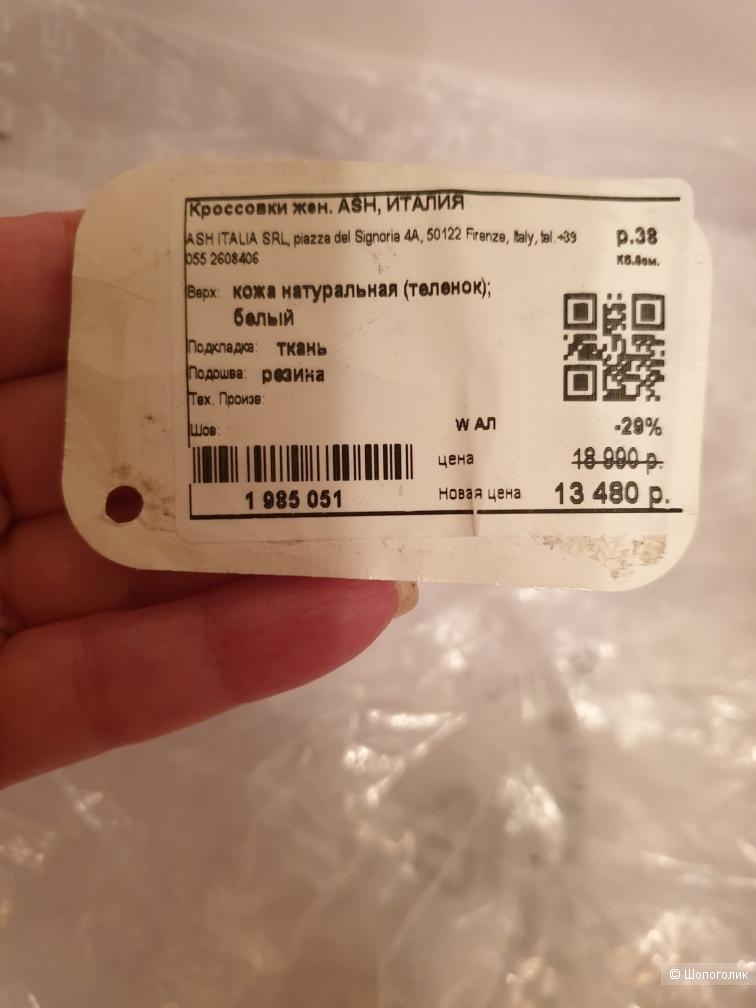 Кроссовки жен. ASH, ИТАЛИЯ
ASH ITALIA SRL, piazza del Signoria 4A, 50122 Firenze, Italy, tel.+39
055 2608406
р.38
Верх: кожа натуральная (теленок);
белый
Подкладка: ткань
Подошва: резина
Тех. Произв:
Шов:
W АЛ
-29%
цена 18 990 р.
Новая цена 13 480 р.
1 985 051
© Шопоголик